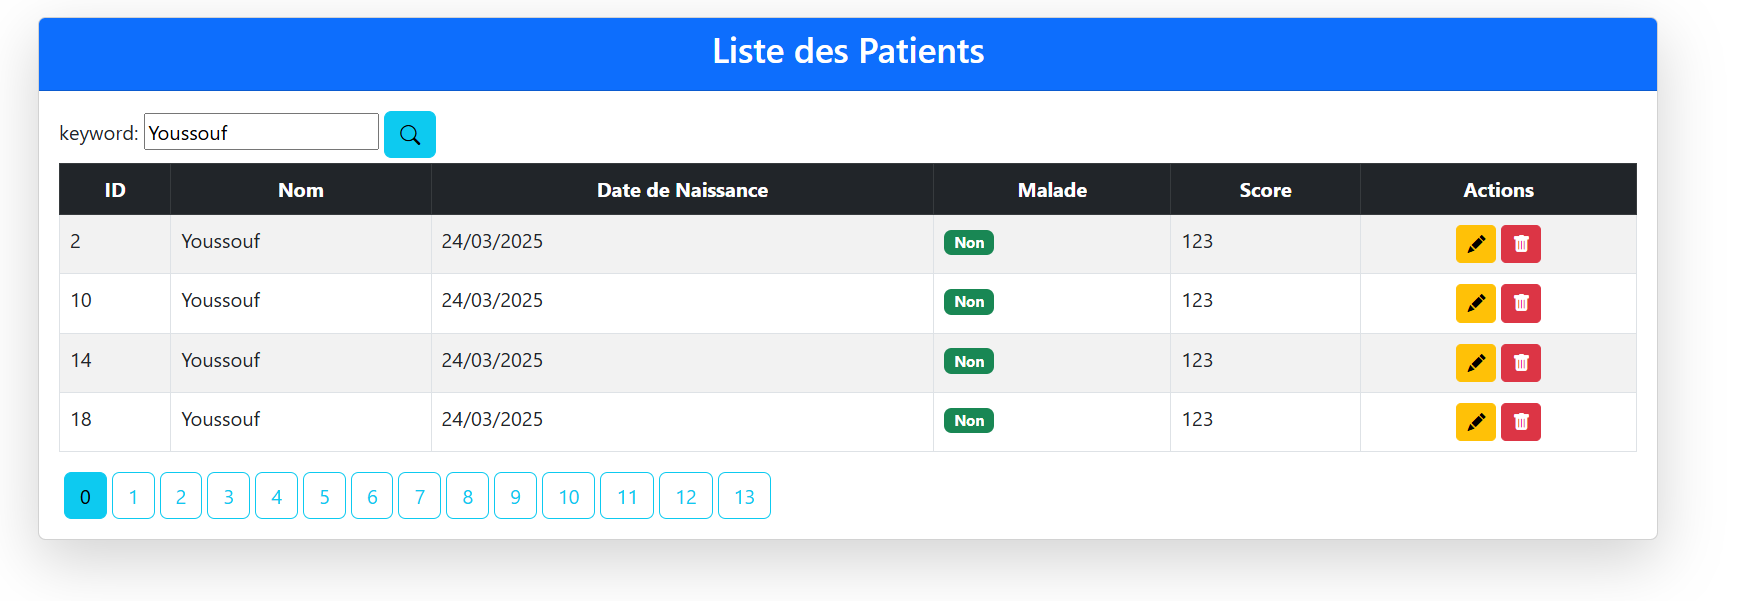 Liste des Patients
keyword: Youssouf
ID Nom Date de Naissance Malade Score Actions
2 Youssouf 24/03/2025 Non 123
10 Youssouf 24/03/2025 Non 123
14 Youssouf 24/03/2025 Non 123
18 Youssouf 24/03/2025 Non 123
0 1 2 3 4 5 6 7 8 9 10 11 12 13